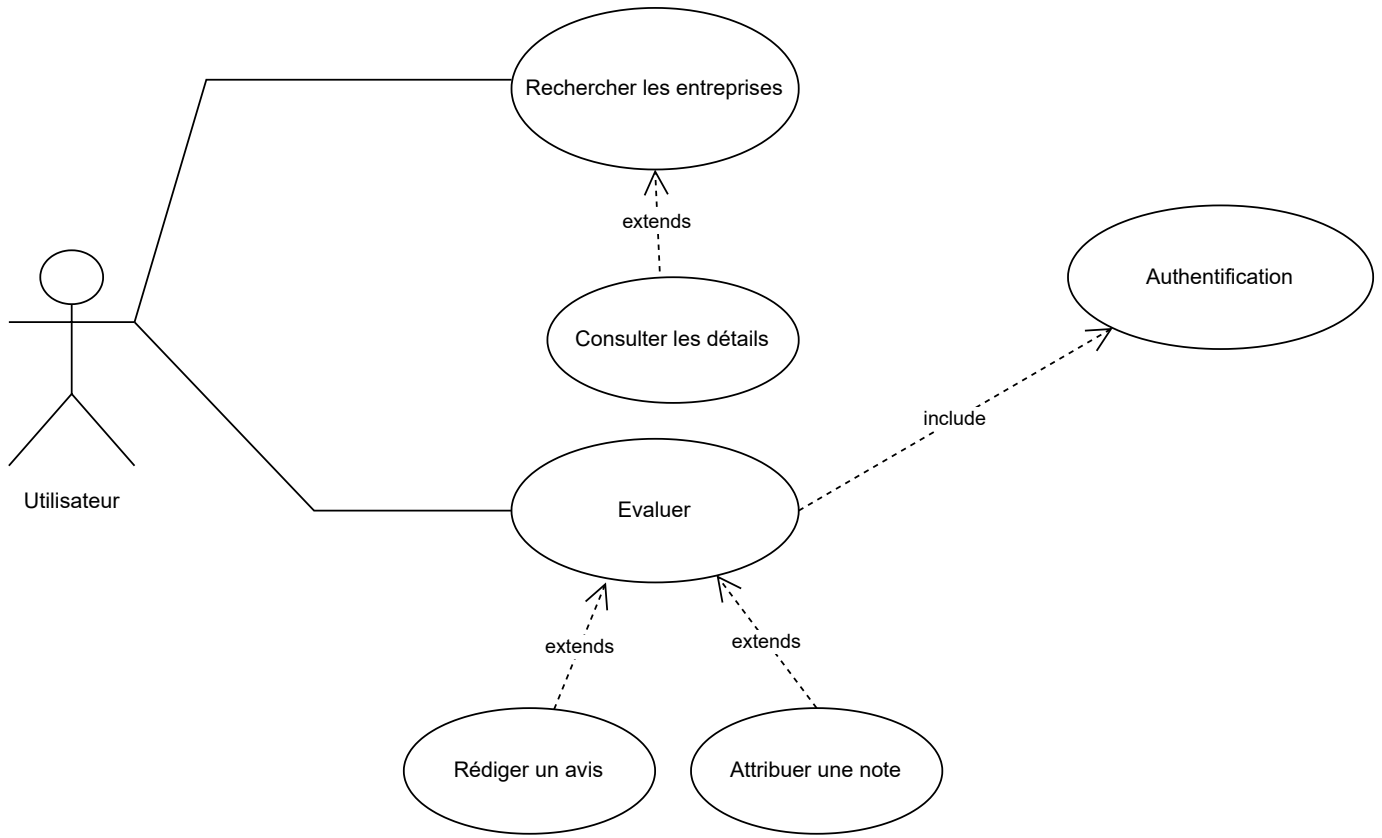 Rechercher les entreprises
extends
Authentification
Consulter les détails
include
Utilisateur
Evaluer
extends
extends
Rédiger un avis
Attribuer une note